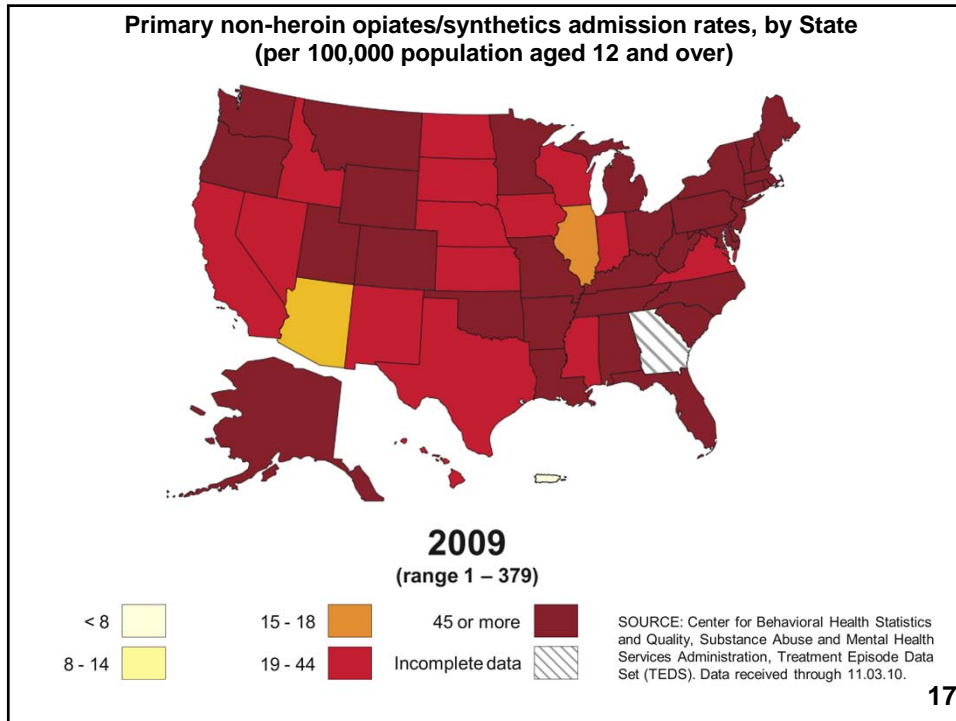 Primary non-heroin opiates/synthetics admission rates, by State
(per 100,000 population aged 12 and over)
2009
(range 1 – 379)
< 8
15 - 18
45 or more
8 - 14
19 - 44
Incomplete data
SOURCE: Center for Behavioral Health Statistics
and Quality, Substance Abuse and Mental Health
Services Administration, Treatment Episode Data
Set (TEDS). Data received through 11.03.10.
17